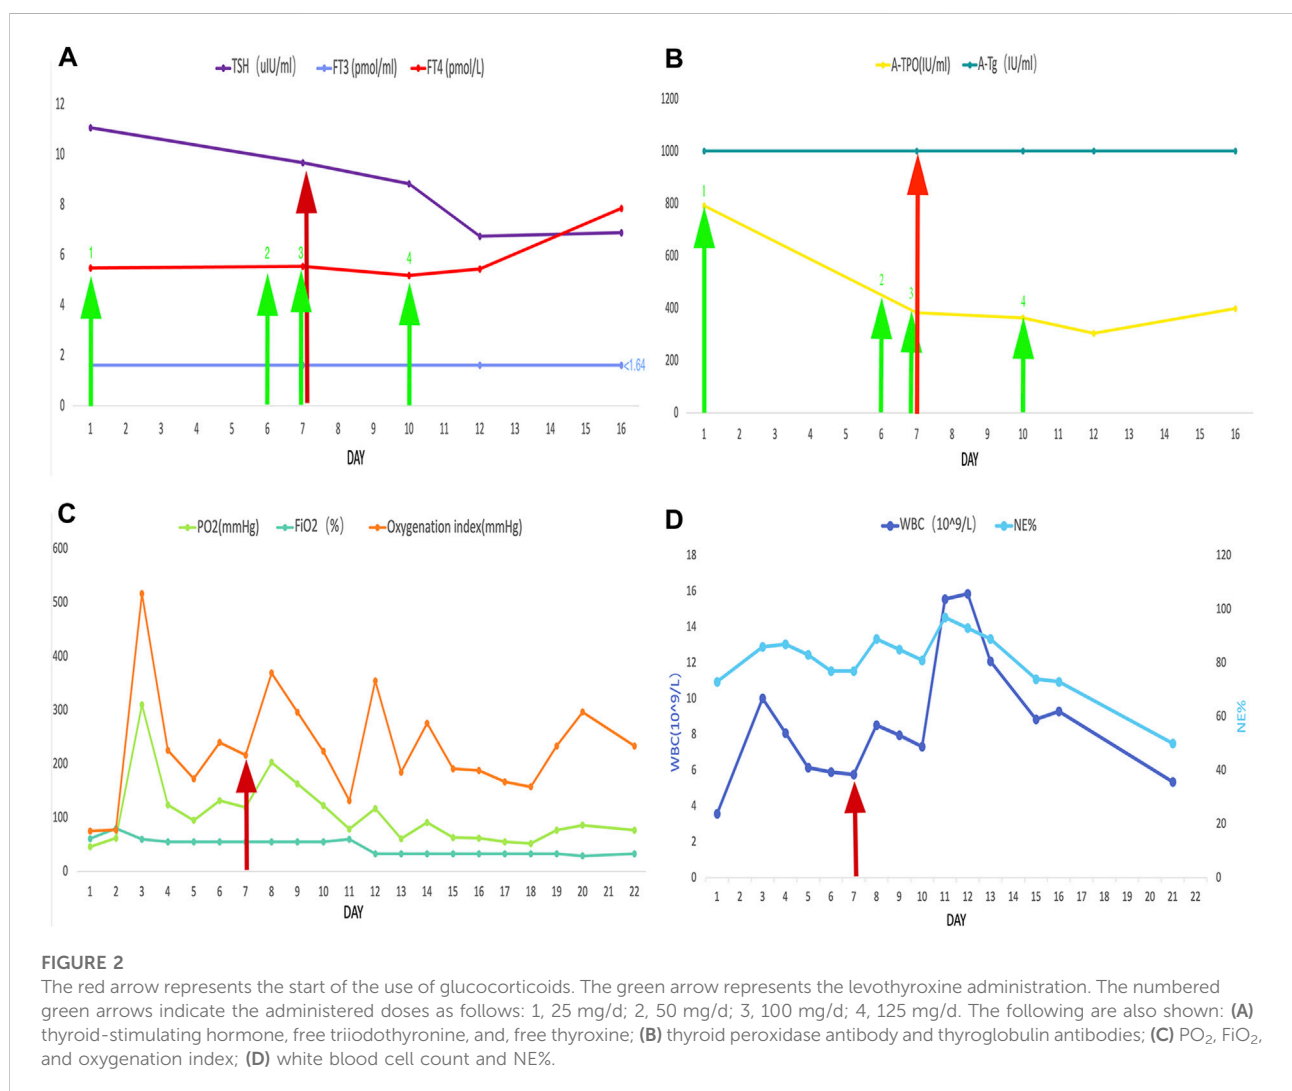 A
TSH (uIU/ml) FT3 (pmol/ml) FT4 (pmol/L)
12
10
8
6
4
2
0
1 2 3 4
<1.64
1 2 3 4 5 6 7 8 9 10 12 13 14 15 16
DAY
B
A-TPO(IU/ml) A-Tg (IU/ml)
1200
1000
800
600
400
200
0
1 2 3 4
1 2 3 4 5 6 7 8 9 10 11 12 13 14 15 16
DAY
C
PO2(mmHg) FiO2 (%) Oxygenation index(mmHg)
600
500
400
300
200
100
0
1 2 3 4 5 6 7 8 9 10 11 12 13 14 15 16 17 18 19 20 22
DAY
D
WBC (10^9/L) NE%
18
16
14
12
10
8
6
4
2
0
WBC(10^9/L)
120
100
80
60
40
20
0
NE%
1 2 3 4 5 6 7 8 9 10 11 12 13 14 15 16 17 18 19 20 21 22
DAY
FIGURE 2
The red arrow represents the start of the use of glucocorticoids. The green arrow represents the levothyroxine administration. The numbered
green arrows indicate the administered doses as follows: 1, 25 mg/d; 2, 50 mg/d; 3, 100 mg/d; 4, 125 mg/d. The following are also shown: (A)
thyroid-stimulating hormone, free triiodothyronine, and, free thyroxine; (B) thyroid peroxidase antibody and thyroglobulin antibodies; (C) PO₂, FiO₂,
and oxygenation index; (D) white blood cell count and NE%.